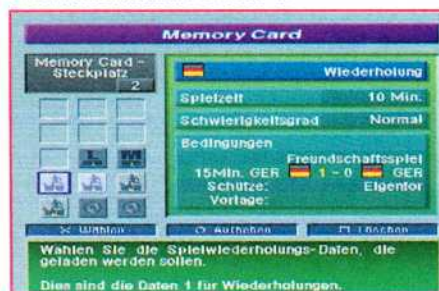 Memory Card
Memory Card –
Steckplatz
2
Wiederholung
Spielzeit 10 Min.
Schwierigkeitsgrad Normal
Bedingungen
Freundschaftsspiel
15Min. GER 1 - 0 GER
Schütze: Eigentor
Vorlage:
Wählen Aufheben Löschen
Wählen Sie die Spielwiederholungs-Daten, die
geladen werden sollen.
Dies sind die Daten 1 für Wiederholungen.